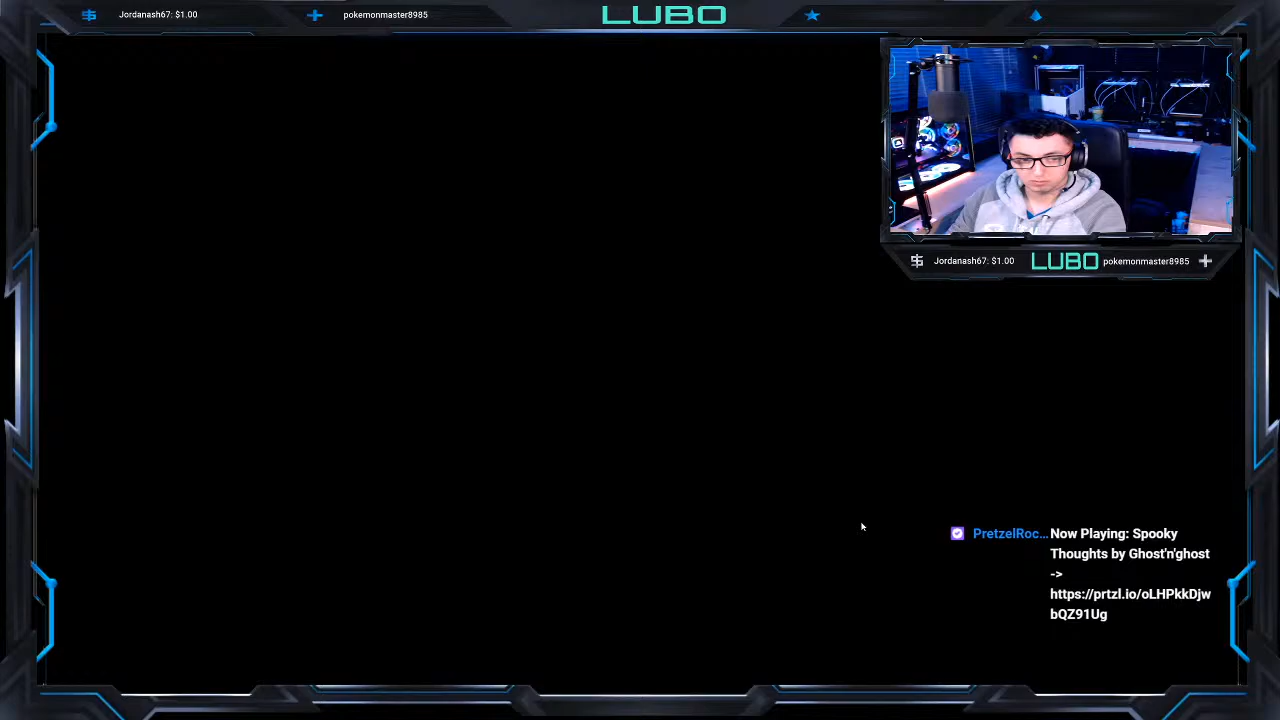 Jordanash67: $1.00
pokemonmaster8985
LUBO
Jordanash67: $1.00
LUBO
pokemonmaster8985
PretzelRoc... Now Playing: Spooky
Thoughts by Ghost'n'ghost
->
https://prtzl.io/oLHPkkDjw
bQZ91Ug